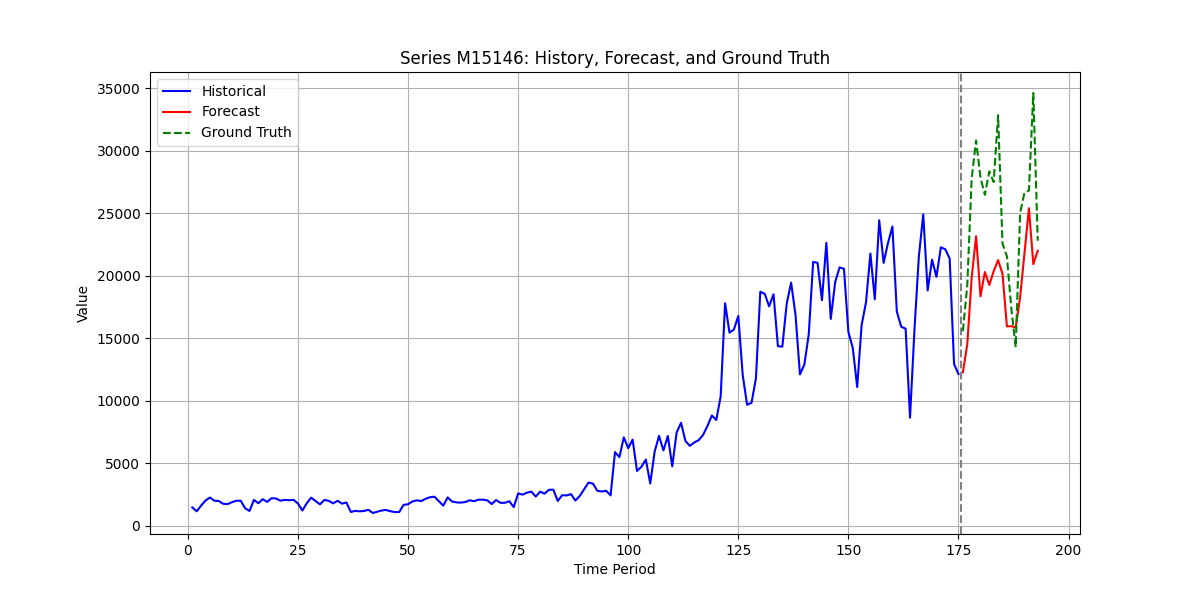 Series M15146: History, Forecast, and Ground Truth
Historical
Forecast
Ground Truth
35000
30000
25000
20000
15000
10000
5000
0
Value
0 25 50 75 100 125 150 175 200
Time Period